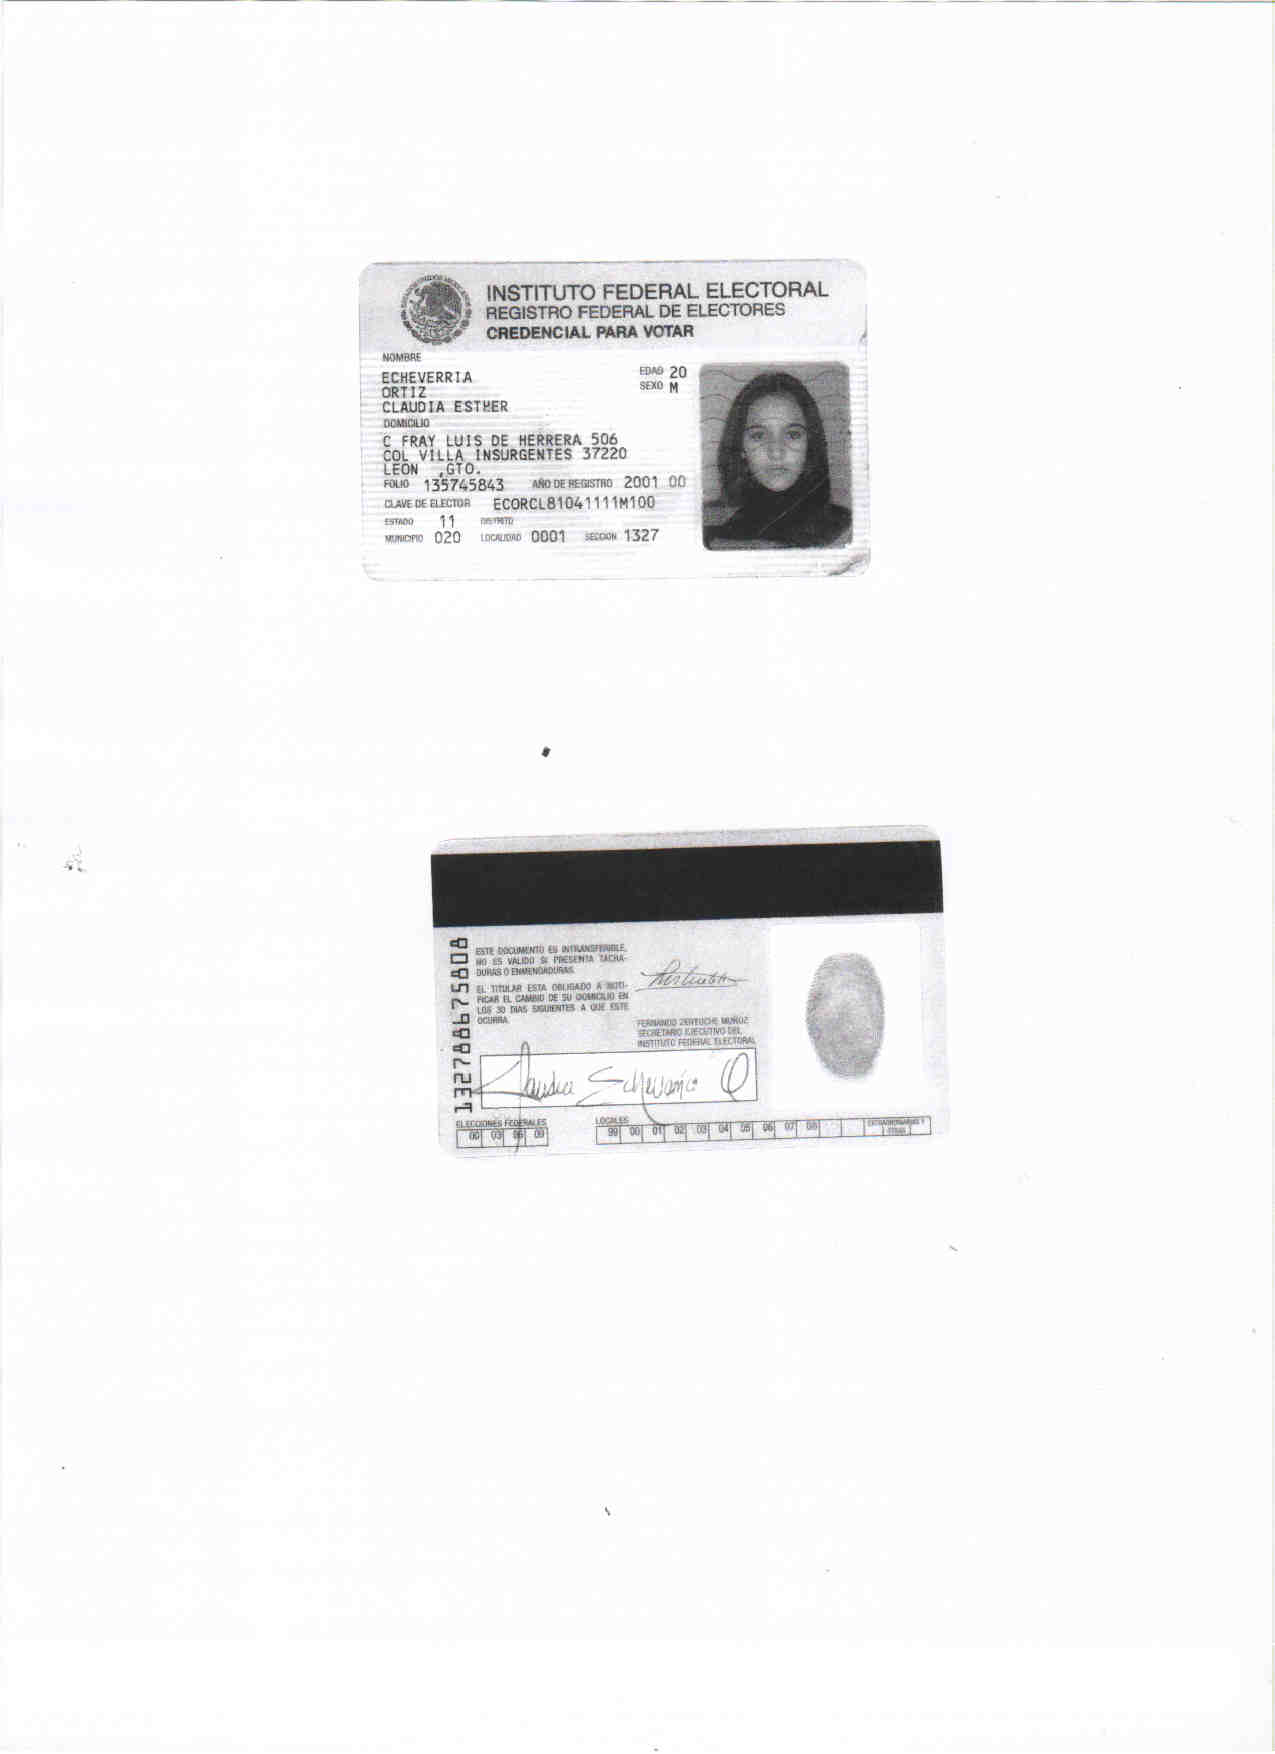 INSTITUTO FEDERAL ELECTORAL
REGISTRO FEDERAL DE ELECTORES
CREDENCIAL PARA VOTAR
NOMBRE
ECHEVERRIA
ORTIZ
CLAUDIA ESTHER
EDAD 20
SEXO M
DOMICILIO
C FRAY LUIS DE HERRERA 506
COL VILLA INSURGENTES 37220
LEON ,GTO.
FOLIO 135745843 AÑO DE REGISTRO 2001 00
CLAVE DE ELECTOR ECORCL81041111M100
ESTADO 11 DISTRITO
MUNICIPIO 020 LOCALIDAD 0001 SECCION 1327
ESTE DOCUMENTO ES INTRANSFERIBLE,
NO ES VALIDO SI PRESENTA TACHA-
DURAS O ENMENDADURAS.
EL TITULAR ESTA OBLIGADO A NOTI-
FICAR EL CAMBIO DE SU DOMICILIO EN
LOS 30 DIAS SIGUIENTES A QUE ESTE
OCURRA.
FERNANDO ZERTUCHE MUÑOZ
SECRETARIO EJECUTIVO DEL
INSTITUTO FEDERAL ELECTORAL
Claudia Echeverria O
ELECCIONES FEDERALES
00 03 06 09
LOCALES
99 00 01 02 03 04 05 06 07 08
EXTRAORDINARIAS Y
OTRAS